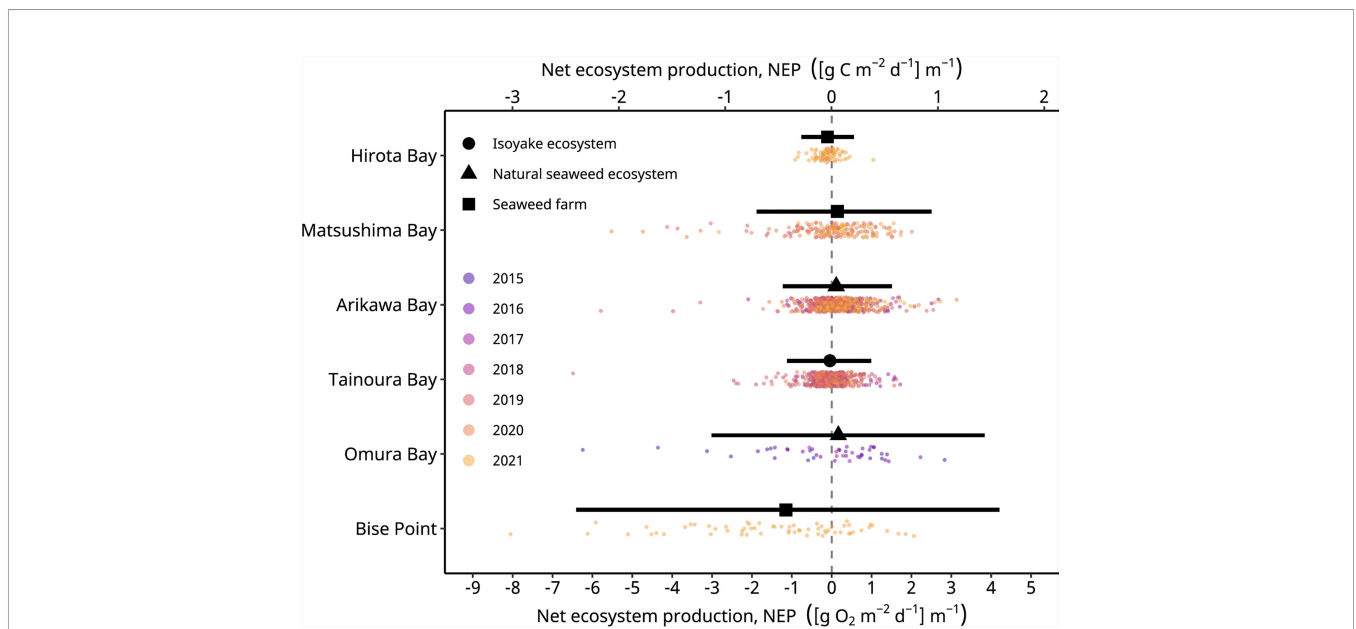 Net ecosystem production, NEP ([g C m⁻² d⁻¹] m⁻¹)
-3 -2 -1 0 1 2
Hirota Bay
Matsushima Bay
Arikawa Bay
Tainoura Bay
Omura Bay
Bise Point
Isoyake ecosystem
Natural seaweed ecosystem
Seaweed farm
2015
2016
2017
2018
2019
2020
2021
-9 -8 -7 -6 -5 -4 -3 -2 -1 0 1 2 3 4 5
Net ecosystem production, NEP ([g O₂ m⁻² d⁻¹] m⁻¹)